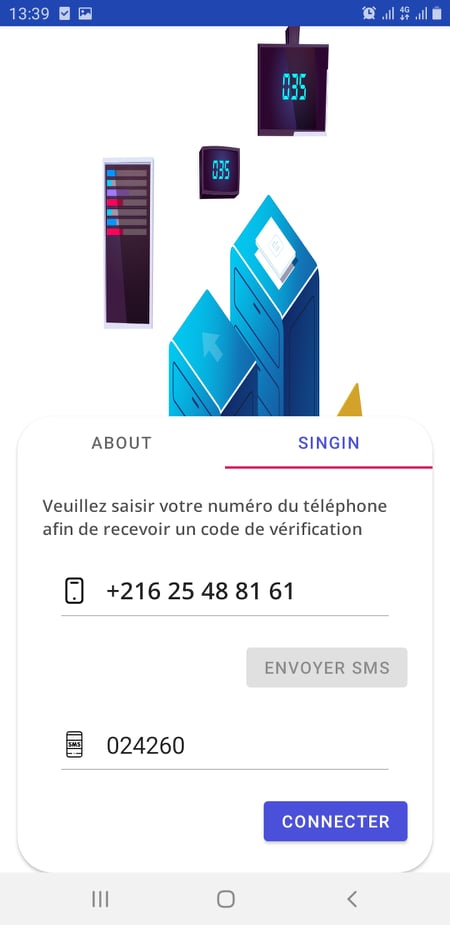 13:39
4G
035
035
ABOUT
SINGIN
Veuillez saisir votre numéro du téléphone
afin de recevoir un code de vérification
+216 25 48 81 61
ENVOYER SMS
SMS
024260
CONNECTER